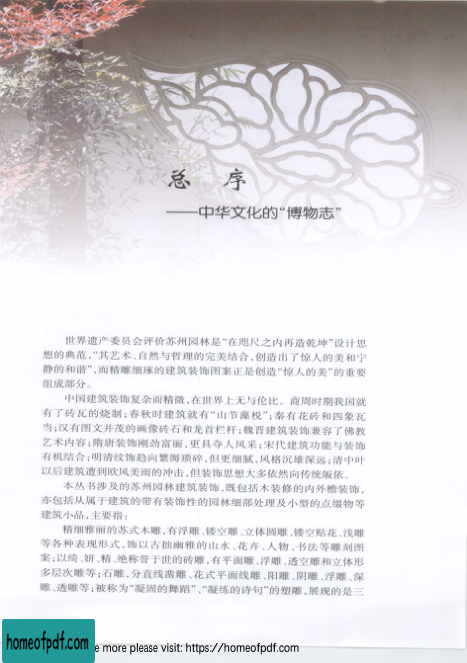 总 序
——中华文化的“博物志”
世界遗产委员会评价苏州园林是“在咫尺之内再造乾坤”设计思
想的典范,“其艺术、自然与哲理的完美结合,创造出了惊人的美和宁
静的和谐”,而精雕细琢的建筑装饰图案正是创造“惊人的美”的重要
组成部分。
中国建筑装饰复杂而精微,在世界上无与伦比。商周时期我国就
有了砖瓦的烧制;春秋时建筑就有“山节藻棁”;秦有花砖和四象瓦
当;汉有图文并茂的画像砖石和龙首栏杆;魏晋建筑装饰兼容了佛教
艺术内容;隋唐装饰刚劲富丽,更具夺人风采;宋代建筑功能与装饰
有机结合;明清纹饰趋向繁缛琐碎,但更细腻,风格沉雄深远;清中叶
以后建筑遭到欧风美雨的冲击,但装饰思想大多依然向传统皈依。
本丛书涉及的苏州园林建筑装饰,既包括木装修的内外檐装饰,
亦包括从属于建筑的带有装饰性的园林细部处理及小型的点缀物等
建筑小品,主要指:
精细雅丽的苏式木雕,有浮雕、镂空雕、立体圆雕、镂空贴花、浅雕
等各种表现形式,饰以古拙幽雅的山水、花卉、人物、书法等雕刻图
案;以绮、妍、精、绝称誉于世的砖雕,有平面雕、浮雕、透空雕和立体形
多层次雕等;石雕,分直线凿雕、花式平面线雕、阳雕、阴雕、浮雕、深
雕、透雕等;被称为“凝固的舞蹈”、“凝练的诗句”的塑雕,展现的是三
homeofpdf.com
e more please visit: https://homeofpdf.com